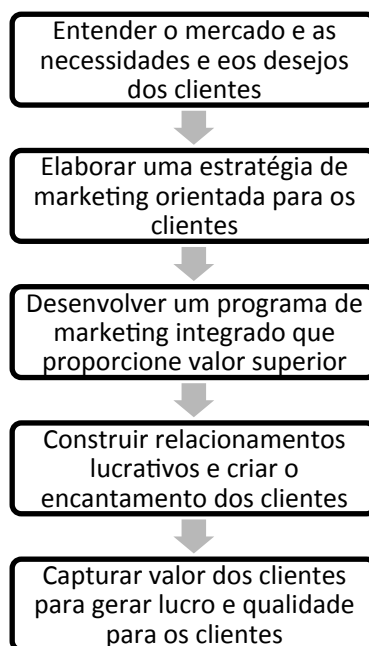 Entender o mercado e as
necessidades e eos desejos
dos clientes
Elaborar uma estratégia de
marketing orientada para os
clientes
Desenvolver um programa de
marketing integrado que
proporcione valor superior
Construir relacionamentos
lucrativos e criar o
encantamento dos clientes
Capturar valor dos clientes
para gerar lucro e qualidade
para os clientes